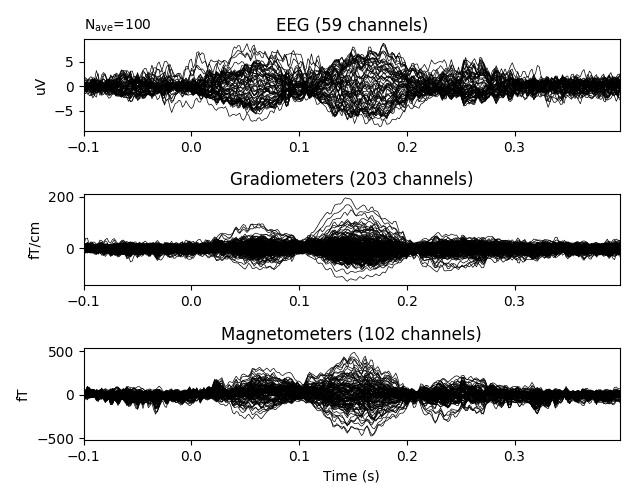 N_ave=100
EEG (59 channels)
uV
5
0
−5
−0.1 0.0 0.1 0.2 0.3
Gradiometers (203 channels)
fT/cm
200
0
−0.1 0.0 0.1 0.2 0.3
Magnetometers (102 channels)
fT
500
0
−500
−0.1 0.0 0.1 0.2 0.3
Time (s)